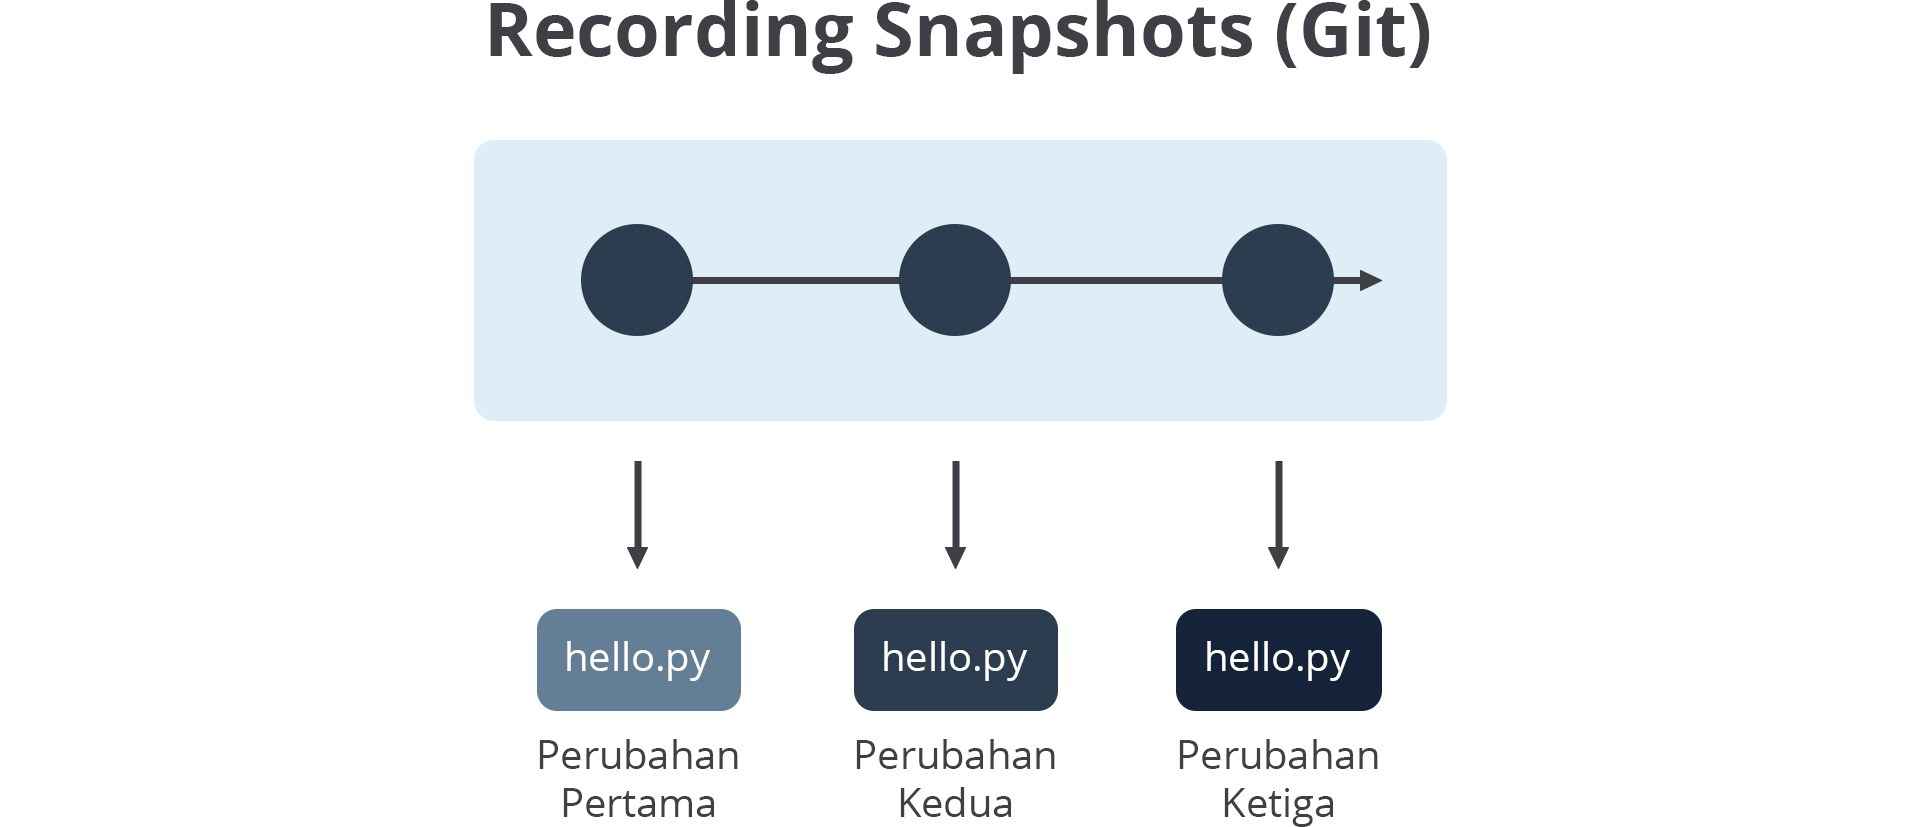 Recording Snapshots (Git)
hello.py
hello.py
hello.py
Perubahan
Pertama
Perubahan
Kedua
Perubahan
Ketiga